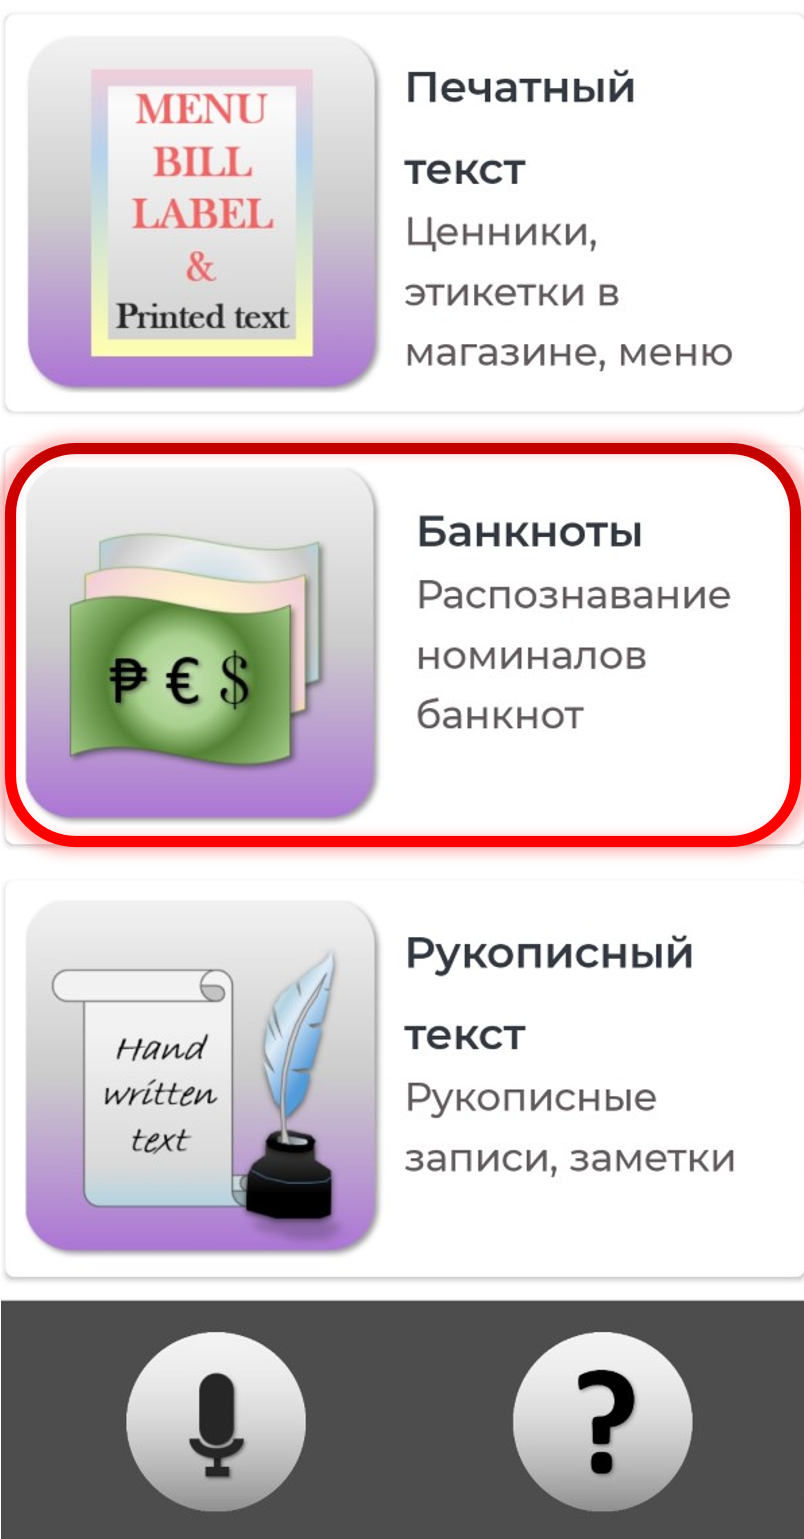 MENU
BILL
LABEL
&
Printed text
Печатный
текст
Ценники,
этикетки в
магазине, меню
₱ € $
Банкноты
Распознавание
номиналов
банкнот
Hand
written
text
Рукописный
текст
Рукописные
записи, заметки
?